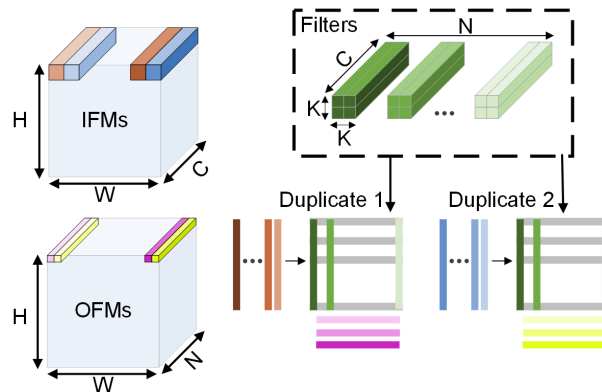 Filters
N
C
K
K
H
IFMs
W
C
Duplicate 1
Duplicate 2
H
OFMs
W
N